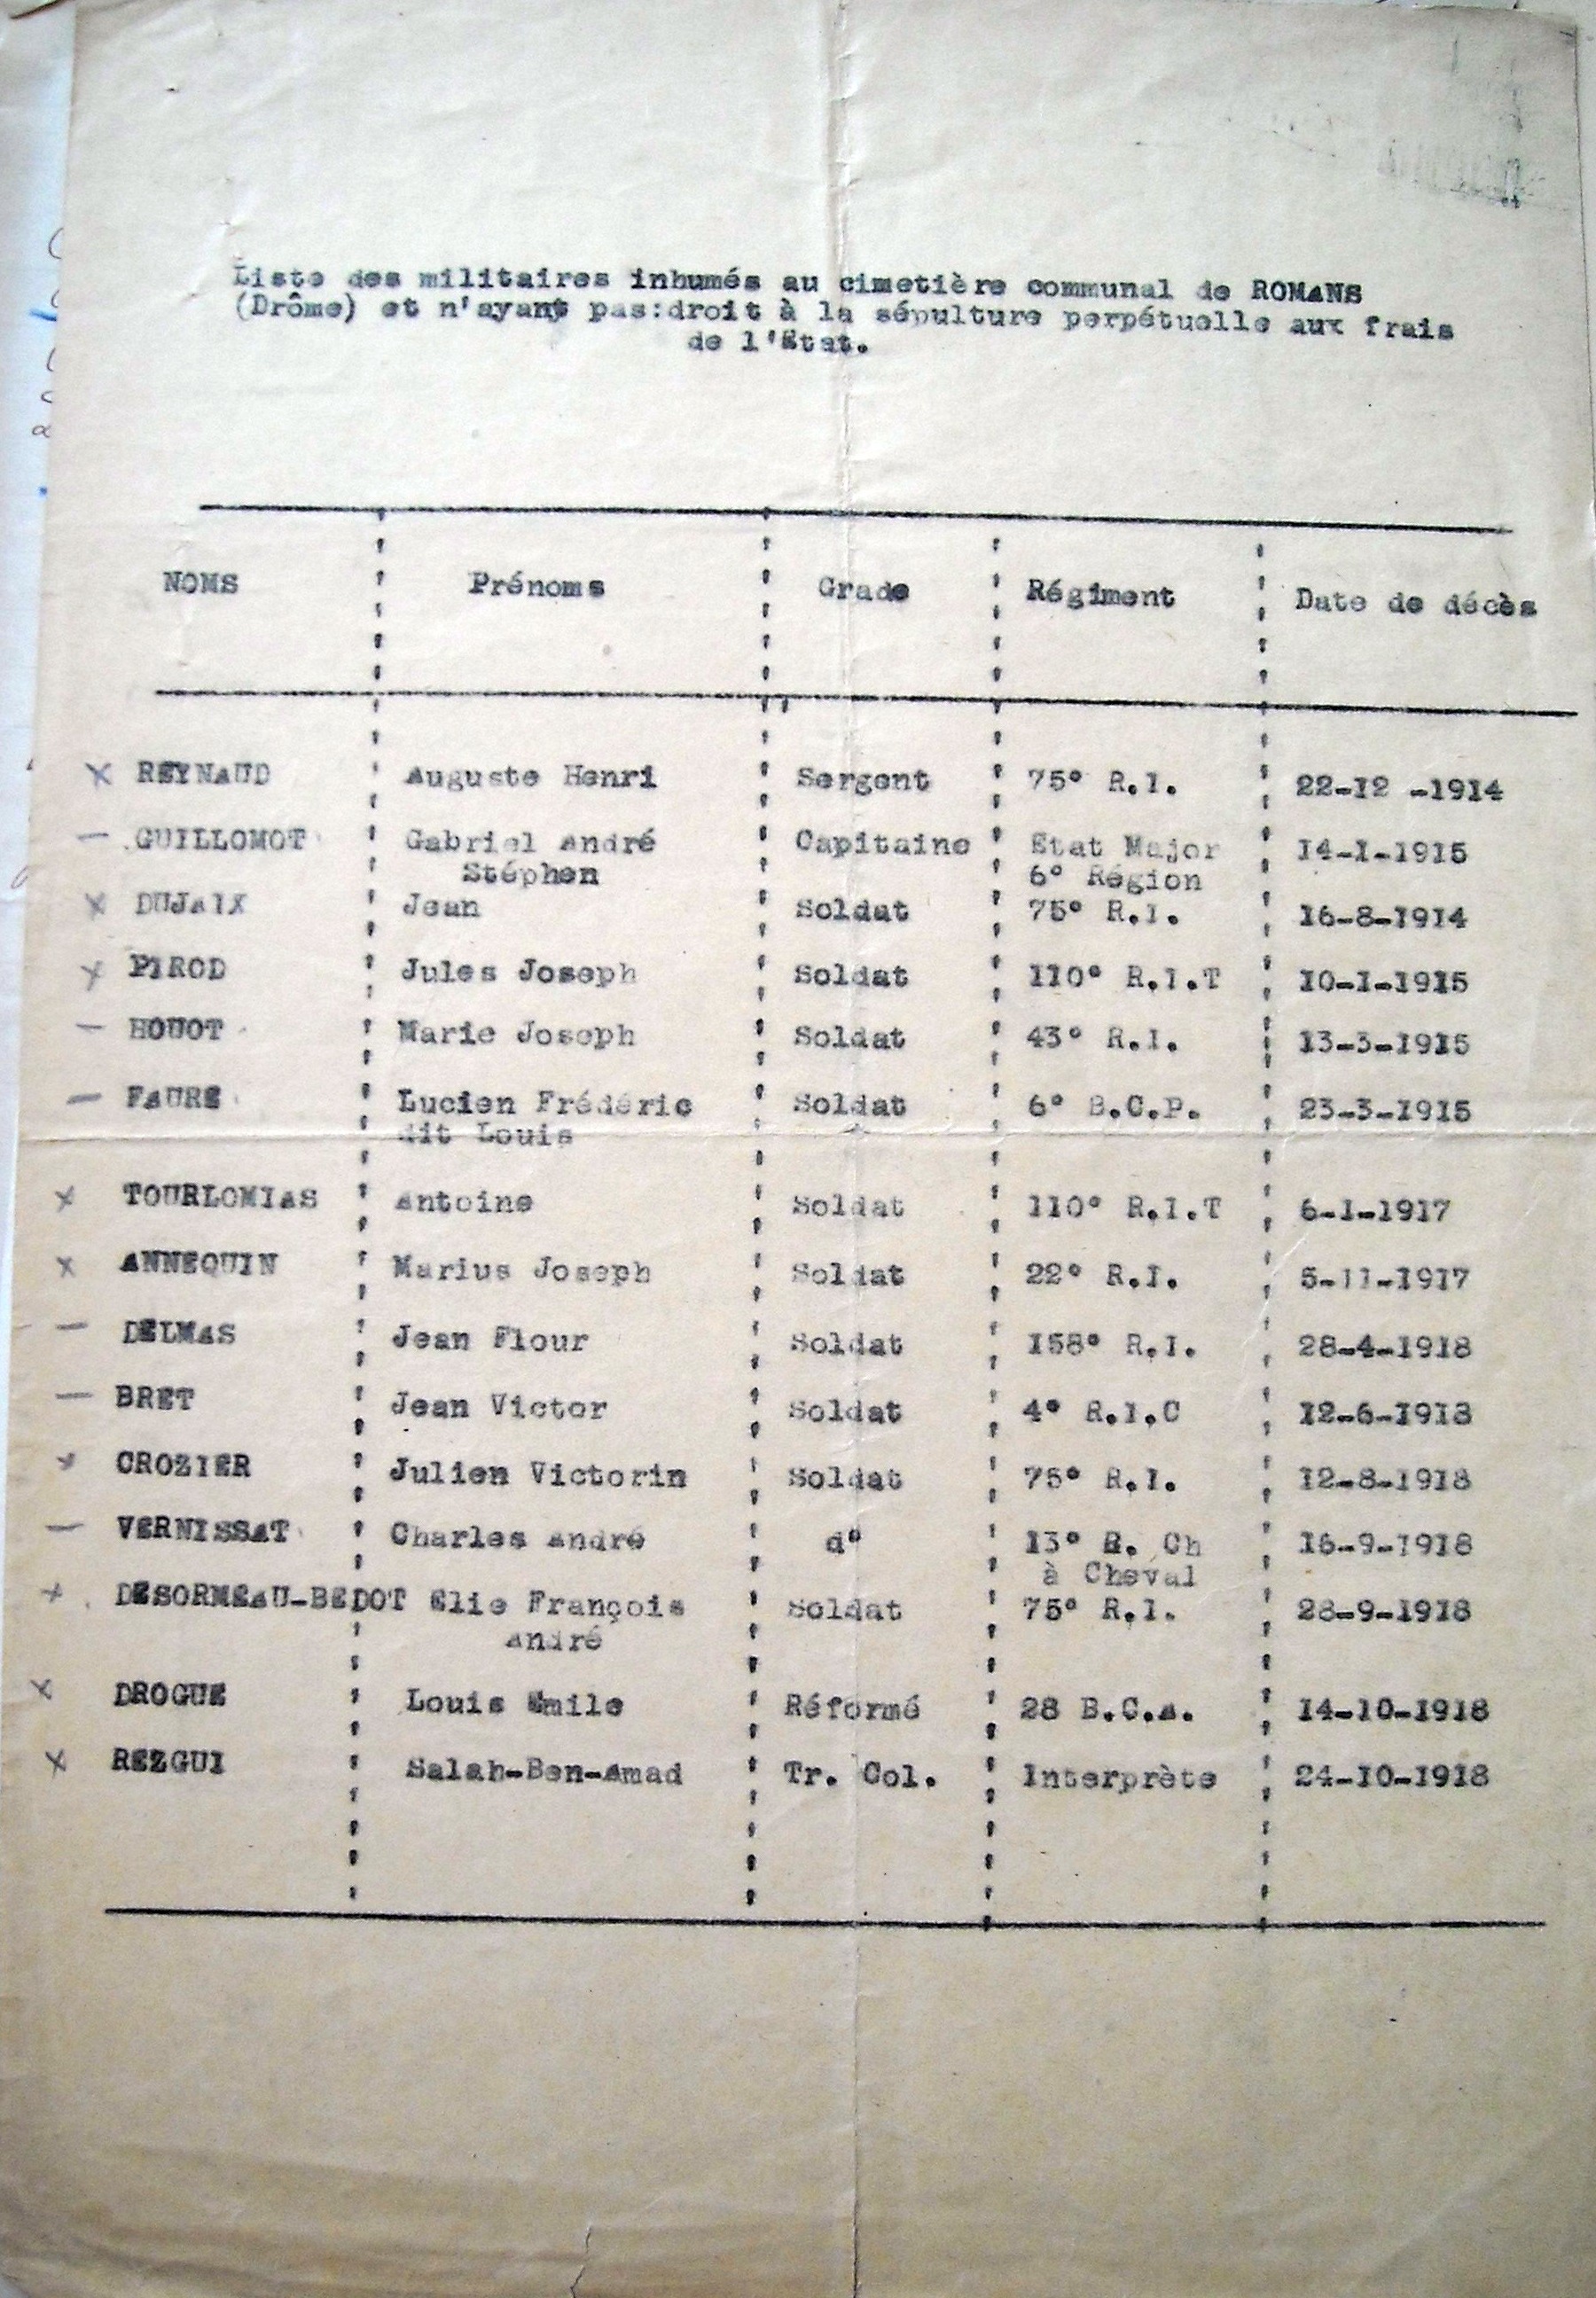 Liste des militaires inhumés au cimetière communal de ROMANS
(Drôme) et n'ayant pas:droit à la sépulture perpétuelle aux frais
de l'Etat.
NOMS Prénoms Grade Régiment Date de décès
x REYNAUD Auguste Henri Sergent 75° R.I. 22-12 -1914
— GUILLOMOT Gabriel André Capitaine Etat Major 14-1-1915
Stéphen 6° Région
x DUJAIX Jean Soldat 75° R.I. 16-8-1914
x PIROD Jules Joseph Soldat 110° R.I.T 10-1-1915
— HOUOT Marie Joseph Soldat 43° R.I. 13-3-1915
— FAURE Lucien Frédéric Soldat 6° B.C.P. 23-3-1915
dit Louis
x TOURLOMIAS Antoine Soldat 110° R.I.T 6-1-1917
x ANNEQUIN Marius Joseph Soldat 22° R.I. 5-11-1917
— DELMAS Jean Flour Soldat 158° R.I. 28-4-1918
— BRET Jean Victor Soldat 4° R.I.C 12-6-1918
x CROZIER Julien Victorin Soldat 75° R.I. 12-8-1918
— VERNISSAT Charles André d° 13° R. Ch 16-9-1918
à Cheval
x DESORMEAU-BEDOT Elie François Soldat 75° R.I. 28-9-1918
André
x DROGUE Louis Emile Réformé 28 B.C.A. 14-10-1918
x REZGUI Salah-Ben-Amad Tr. Col. Interprète 24-10-1918